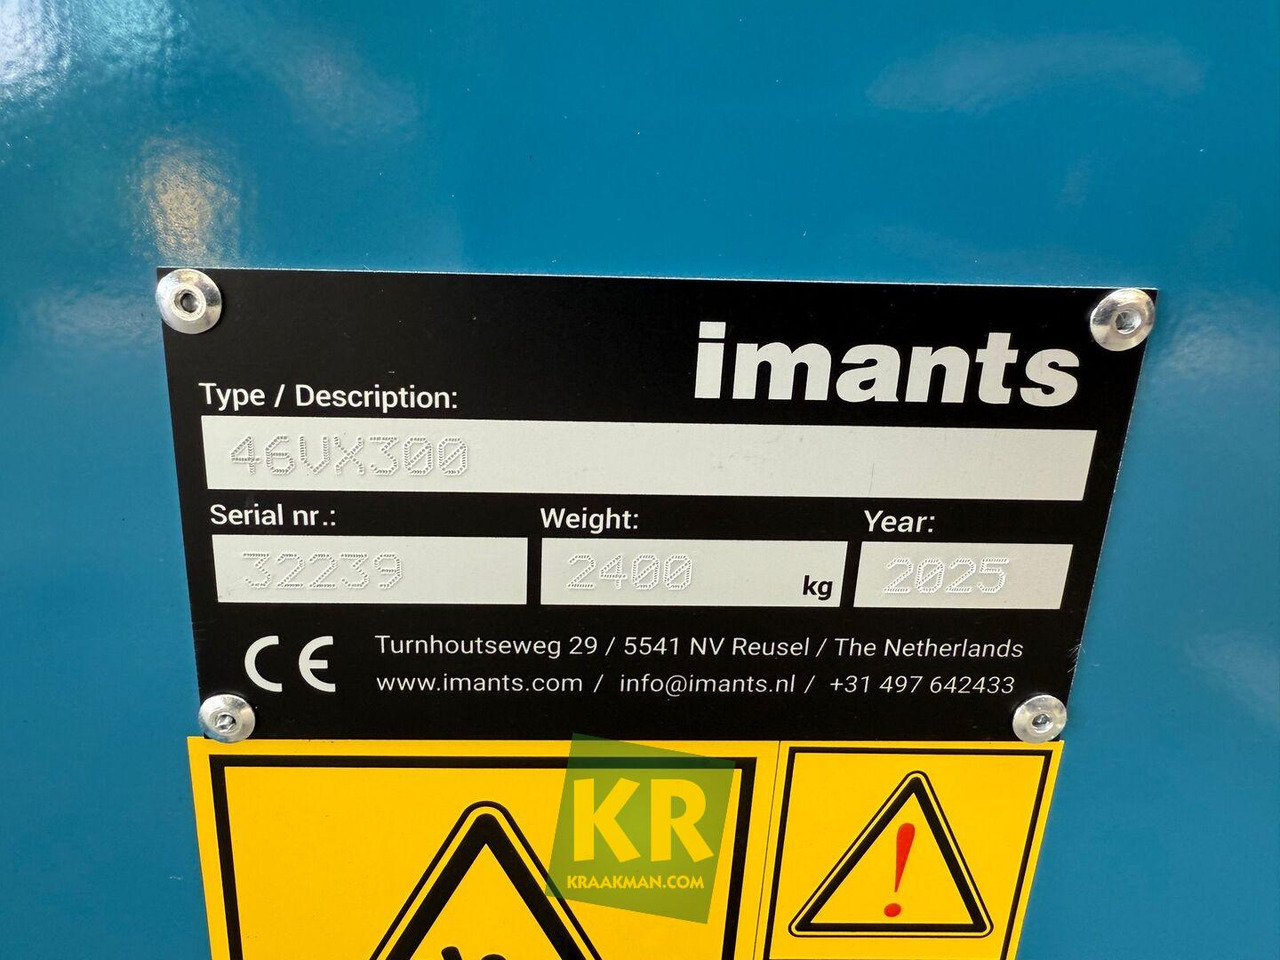 imants
Type / Description:
46VX300
Serial nr.: Weight: Year:
32239 2400 kg 2025
CE Turnhoutseweg 29 / 5541 NV Reusel / The Netherlands
www.imants.com / info@imants.nl / +31 497 642433
KR
KRAAKMAN.COM
!